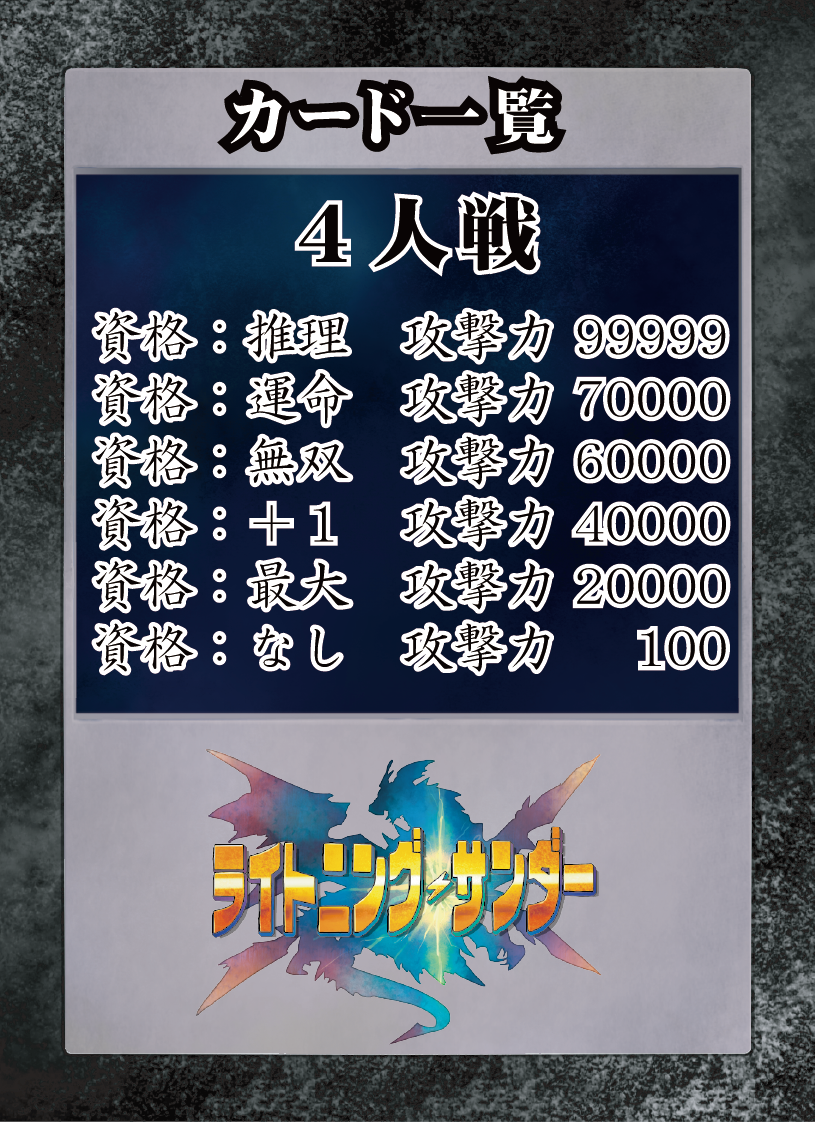 カード一覧
4人戦
資格：推理　攻撃力 99999
資格：運命　攻撃力 70000
資格：無双　攻撃力 60000
資格：＋1　攻撃力 40000
資格：最大　攻撃力 20000
資格：なし　攻撃力 100
ライトニング サンダー